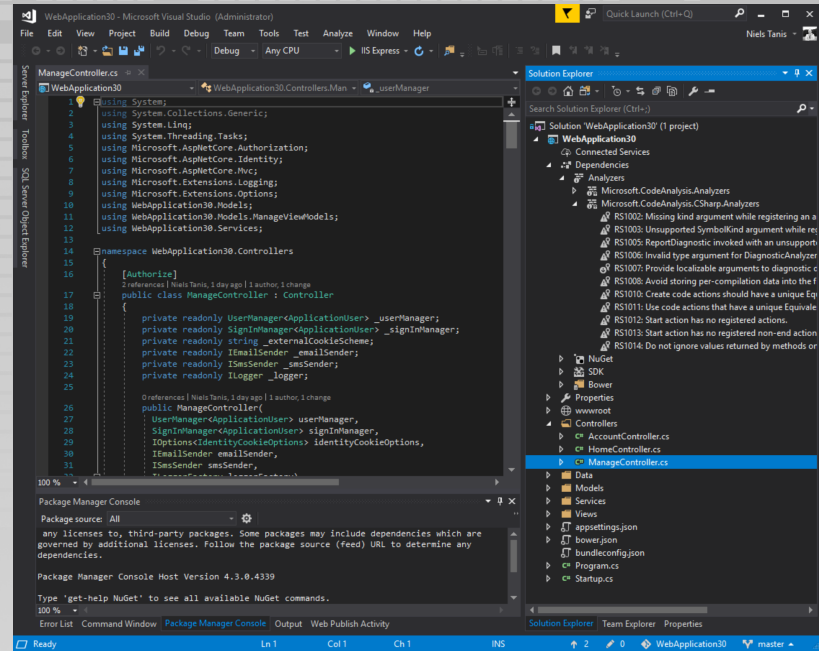 WebApplication30 - Microsoft Visual Studio (Administrator)
Quick Launch (Ctrl+Q)
File Edit View Project Build Debug Team Tools Test Analyze Window Help
Niels Tanis
Debug Any CPU IIS Express
Server Explorer
Toolbox
SQL Server Object Explorer
ManageController.cs
WebApplication30 WebApplication30.Controllers.Man _userManager
1 using System;
2 using System.Collections.Generic;
3 using System.Linq;
4 using System.Threading.Tasks;
5 using Microsoft.AspNetCore.Authorization;
6 using Microsoft.AspNetCore.Identity;
7 using Microsoft.AspNetCore.Mvc;
8 using Microsoft.Extensions.Logging;
9 using Microsoft.Extensions.Options;
10 using WebApplication30.Models;
11 using WebApplication30.Models.ManageViewModels;
12 using WebApplication30.Services;
13
14 namespace WebApplication30.Controllers
15 {
16 [Authorize]
2 references | Niels Tanis, 1 day ago | 1 author, 1 change
17 public class ManageController : Controller
18 {
19 private readonly UserManager<ApplicationUser> _userManager;
20 private readonly SignInManager<ApplicationUser> _signInManager;
21 private readonly string _externalCookieScheme;
22 private readonly IEmailSender _emailSender;
23 private readonly ISmsSender _smsSender;
24 private readonly ILogger _logger;
25
0 references | Niels Tanis, 1 day ago | 1 author, 1 change
26 public ManageController(
27 UserManager<ApplicationUser> userManager,
28 SignInManager<ApplicationUser> signInManager,
29 IOptions<IdentityCookieOptions> identityCookieOptions,
30 IEmailSender emailSender,
31 ISmsSender smsSender,
100 %
Package Manager Console
Package source: All
any licenses to, third-party packages. Some packages may include dependencies which are
governed by additional licenses. Follow the package source (feed) URL to determine any
dependencies.
Package Manager Console Host Version 4.3.0.4339
Type 'get-help NuGet' to see all available NuGet commands.
100 %
Error List Command Window Package Manager Console Output Web Publish Activity
Solution Explorer
Search Solution Explorer (Ctrl+;)
Solution 'WebApplication30' (1 project)
WebApplication30
Connected Services
Dependencies
Analyzers
Microsoft.CodeAnalysis.Analyzers
Microsoft.CodeAnalysis.CSharp.Analyzers
RS1002: Missing kind argument while registering an a
RS1003: Unsupported SymbolKind argument while reg
RS1005: ReportDiagnostic invoked with an unsupport
RS1006: Invalid type argument for DiagnosticAnalyzer
RS1007: Provide localizable arguments to diagnostic c
RS1008: Avoid storing per-compilation data into the f
RS1010: Create code actions should have a unique Eq
RS1011: Use code actions that have a unique Equivale
RS1012: Start action has no registered actions.
RS1013: Start action has no registered non-end action
RS1014: Do not ignore values returned by methods or
NuGet
SDK
Bower
Properties
wwwroot
Controllers
C# AccountController.cs
C# HomeController.cs
C# ManageController.cs
Data
Models
Services
Views
appsettings.json
bower.json
bundleconfig.json
C# Program.cs
C# Startup.cs
Solution Explorer Team Explorer Properties
Ready Ln 1 Col 1 Ch 1 INS 2 0 WebApplication30 master